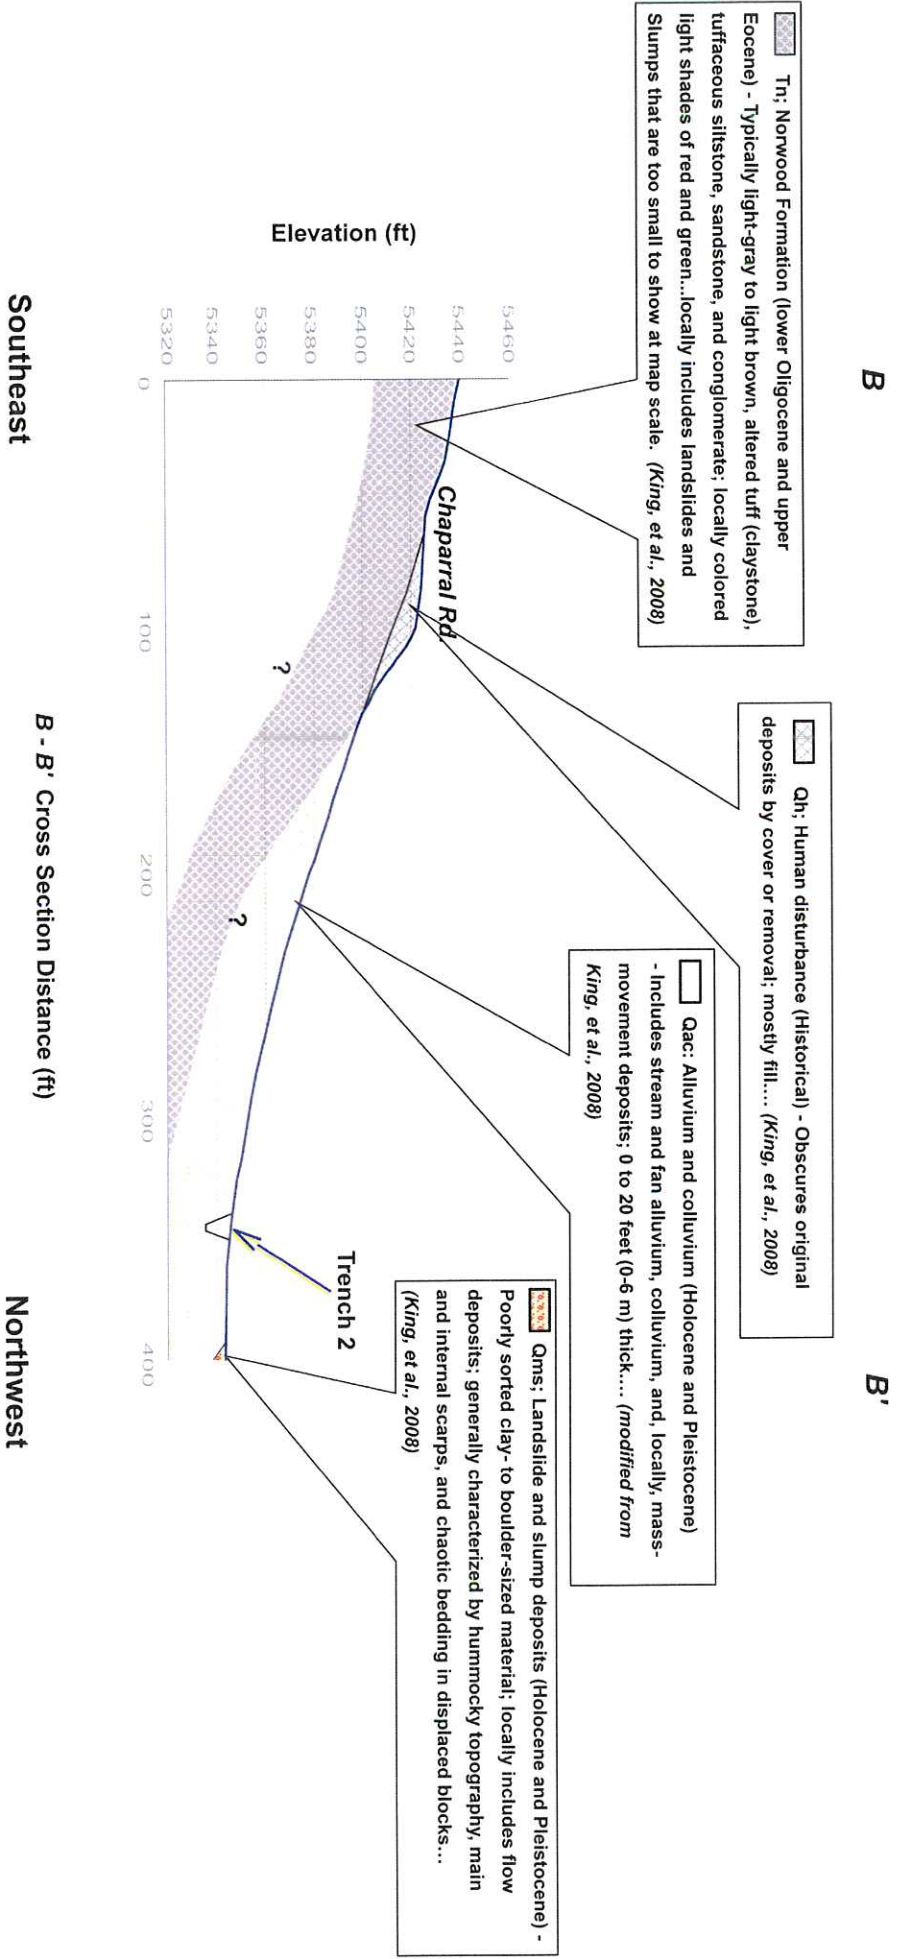 B
B'
Tn; Norwood Formation (lower Oligocene and upper
Eocene) - Typically light-gray to light brown, altered tuff (claystone),
tuffaceous siltstone, sandstone, and conglomerate; locally colored
light shades of red and green...locally includes landslides and
Slumps that are too small to show at map scale. (King, et al., 2008)
Qh; Human disturbance (Historical) - Obscures original
deposits by cover or removal; mostly fill.... (King, et al., 2008)
Qac: Alluvium and colluvium (Holocene and Pleistocene)
- Includes stream and fan alluvium, colluvium, and, locally, mass-
movement deposits; 0 to 20 feet (0-6 m) thick.... (modified from
King, et al., 2008)
Qms; Landslide and slump deposits (Holocene and Pleistocene) -
Poorly sorted clay- to boulder-sized material; locally includes flow
deposits; generally characterized by hummocky topography, main
and internal scarps, and chaotic bedding in displaced blocks...
(King, et al., 2008)
Elevation (ft)
5460
5440
5420
5400
5380
5360
5340
5320
Chaparral Rd.
?
?
Trench 2
0
100
200
300
400
B - B' Cross Section Distance (ft)
Southeast
Northwest